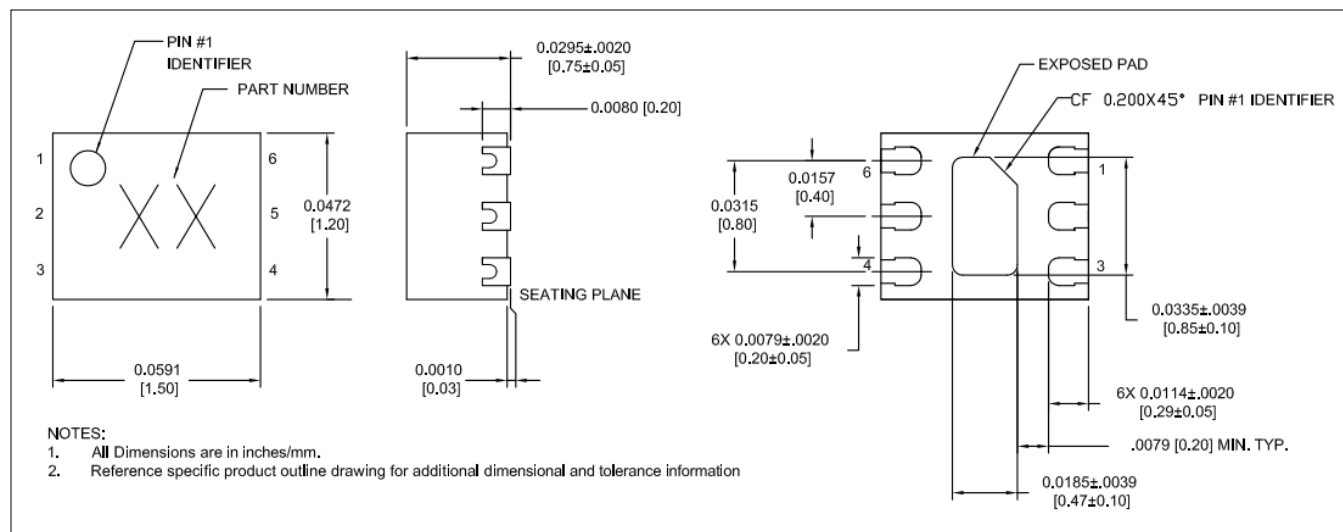 PIN #1
IDENTIFIER
PART NUMBER
1
2
3
6
5
4
0.0472
[1.20]
0.0591
[1.50]
0.0295±.0020
[0.75±0.05]
0.0080 [0.20]
SEATING PLANE
0.0010
[0.03]
EXPOSED PAD
CF 0.200X45° PIN #1 IDENTIFIER
6
4
1
3
0.0157
[0.40]
0.0315
[0.80]
6X 0.0079±.0020
[0.20±0.05]
0.0335±.0039
[0.85±0.10]
6X 0.0114±.0020
[0.29±0.05]
.0079 [0.20] MIN. TYP.
0.0185±.0039
[0.47±0.10]
XX
NOTES:
1. All Dimensions are in inches/mm.
2. Reference specific product outline drawing for additional dimensional and tolerance information